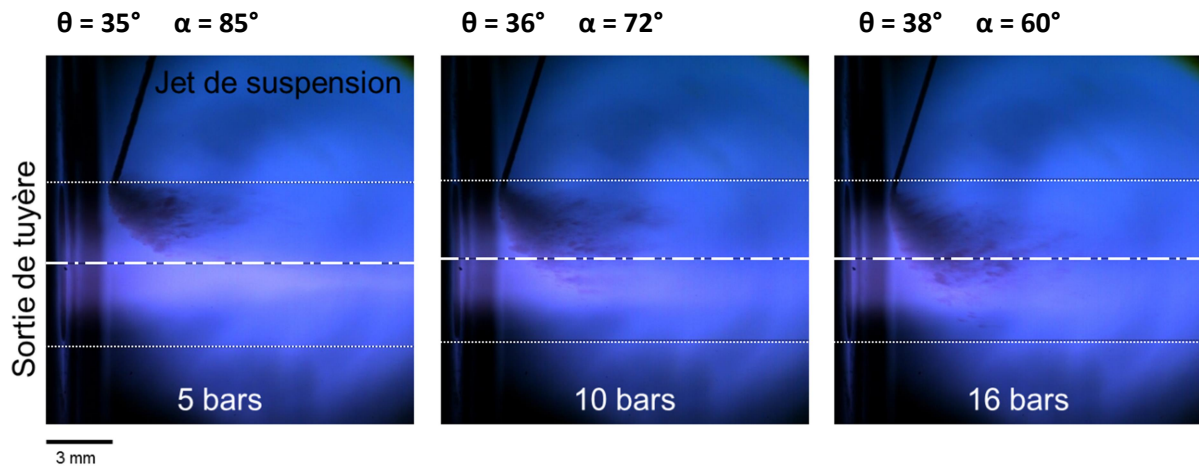 θ = 35° α = 85°
θ = 36° α = 72°
θ = 38° α = 60°
Jet de suspension
Sortie de tuyère
5 bars
10 bars
16 bars
3 mm